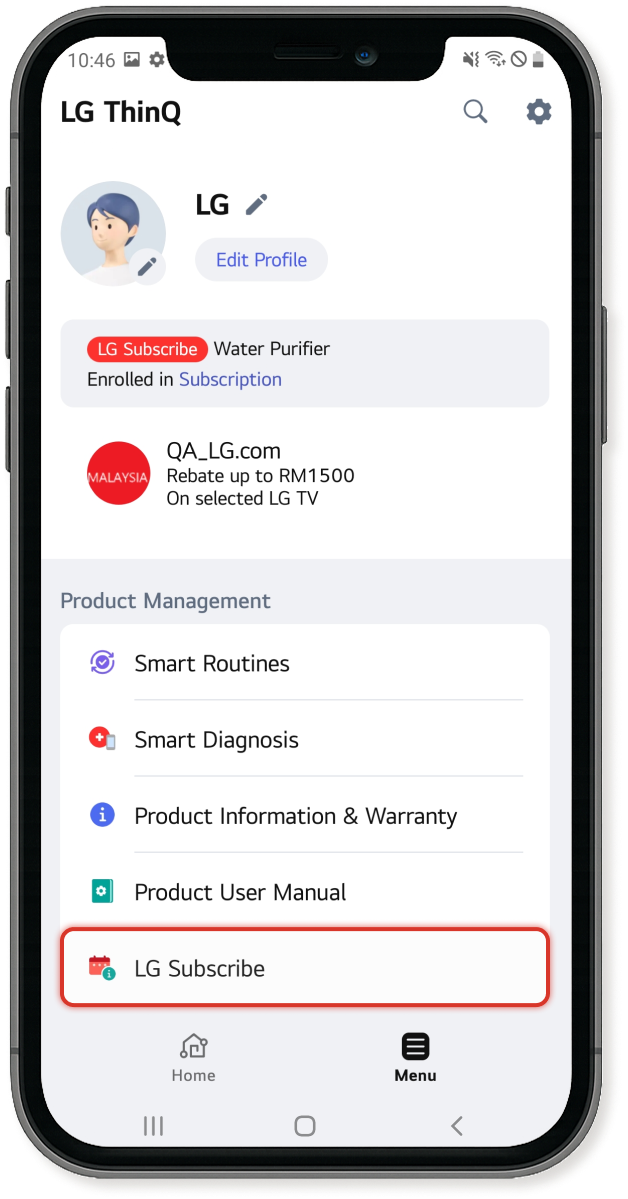 10:46
LG ThinQ
LG
Edit Profile
LG Subscribe Water Purifier
Enrolled in Subscription
MALAYSIA
QA_LG.com
Rebate up to RM1500
On selected LG TV
Product Management
Smart Routines
Smart Diagnosis
Product Information & Warranty
Product User Manual
LG Subscribe
Home
Menu